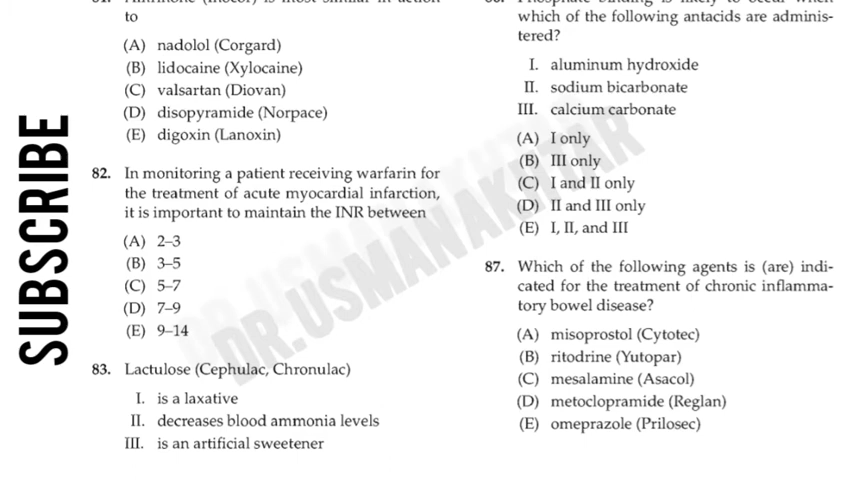 SUBSCRIBE
to
(A) nadolol (Corgard)
(B) lidocaine (Xylocaine)
(C) valsartan (Diovan)
(D) disopyramide (Norpace)
(E) digoxin (Lanoxin)
82. In monitoring a patient receiving warfarin for
the treatment of acute myocardial infarction,
it is important to maintain the INR between
(A) 2–3
(B) 3–5
(C) 5–7
(D) 7–9
(E) 9–14
83. Lactulose (Cephulac, Chronulac)
I. is a laxative
II. decreases blood ammonia levels
III. is an artificial sweetener
which of the following antacids are adminis-
tered?
I. aluminum hydroxide
II. sodium bicarbonate
III. calcium carbonate
(A) I only
(B) III only
(C) I and II only
(D) II and III only
(E) I, II, and III
87. Which of the following agents is (are) indi-
cated for the treatment of chronic inflamma-
tory bowel disease?
(A) misoprostol (Cytotec)
(B) ritodrine (Yutopar)
(C) mesalamine (Asacol)
(D) metoclopramide (Reglan)
(E) omeprazole (Prilosec)
DR.USMANAKHTAR